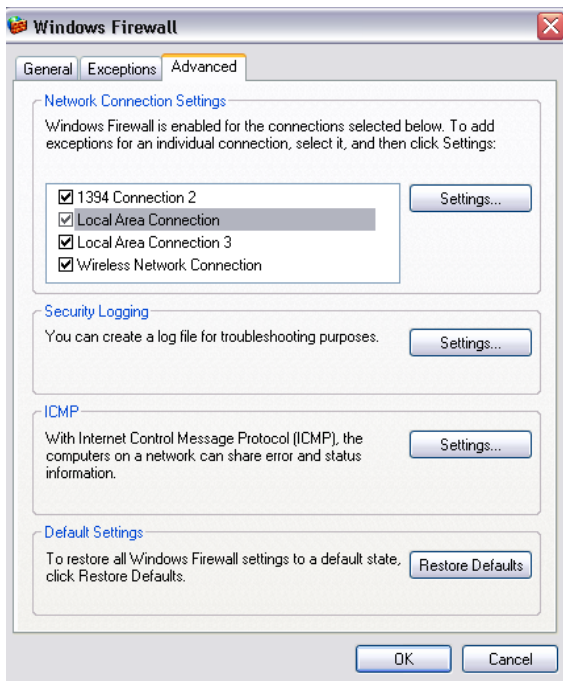 Windows Firewall
General
Exceptions
Advanced
Network Connection Settings
Windows Firewall is enabled for the connections selected below. To add
exceptions for an individual connection, select it, and then click Settings:
1394 Connection 2
Local Area Connection
Local Area Connection 3
Wireless Network Connection
Settings...
Security Logging
You can create a log file for troubleshooting purposes.
Settings...
ICMP
With Internet Control Message Protocol (ICMP), the
computers on a network can share error and status
information.
Settings...
Default Settings
To restore all Windows Firewall settings to a default state,
click Restore Defaults.
Restore Defaults
OK
Cancel